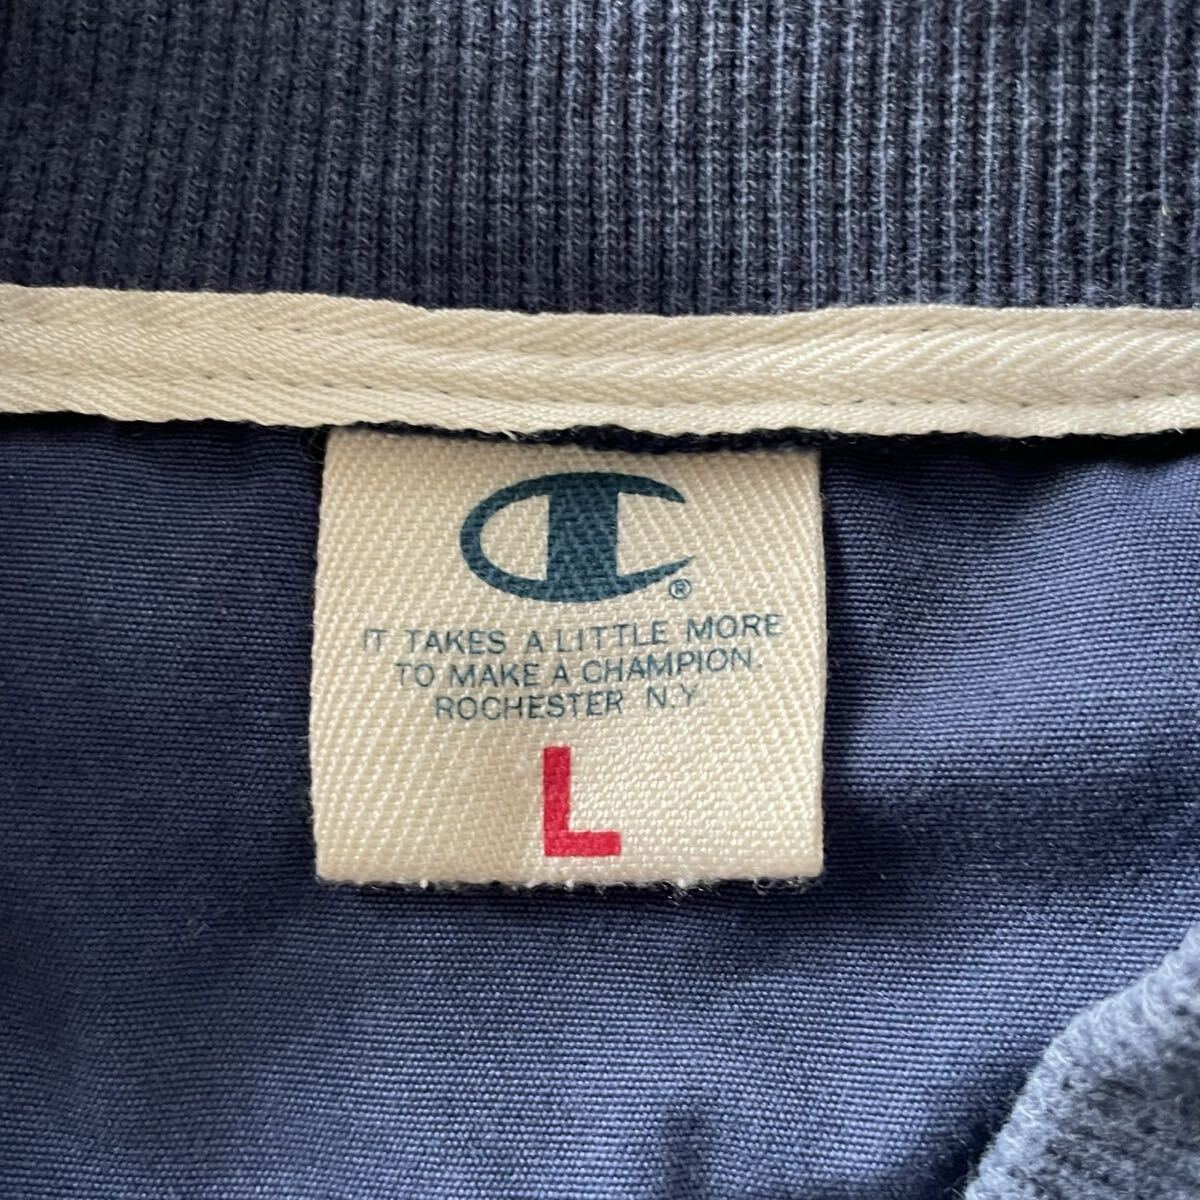 C®
IT TAKES A LITTLE MORE
TO MAKE A CHAMPION.
ROCHESTER N.Y.
L